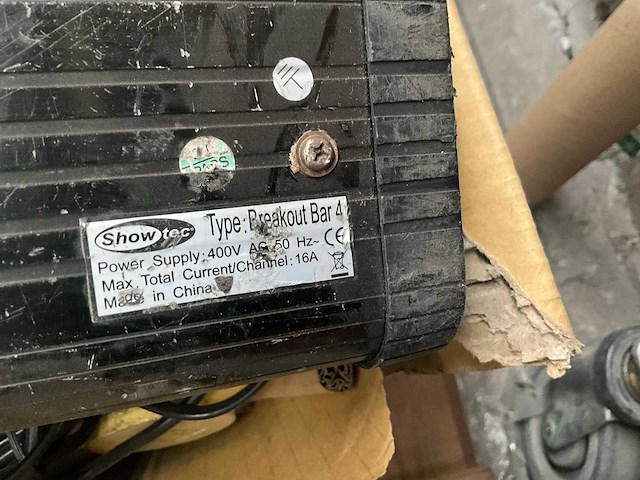 Showtec Type: Breakout Bar 4
Power Supply: 400V AC 50 Hz~ CE
Max. Total Current/Channel: 16A
Made in China